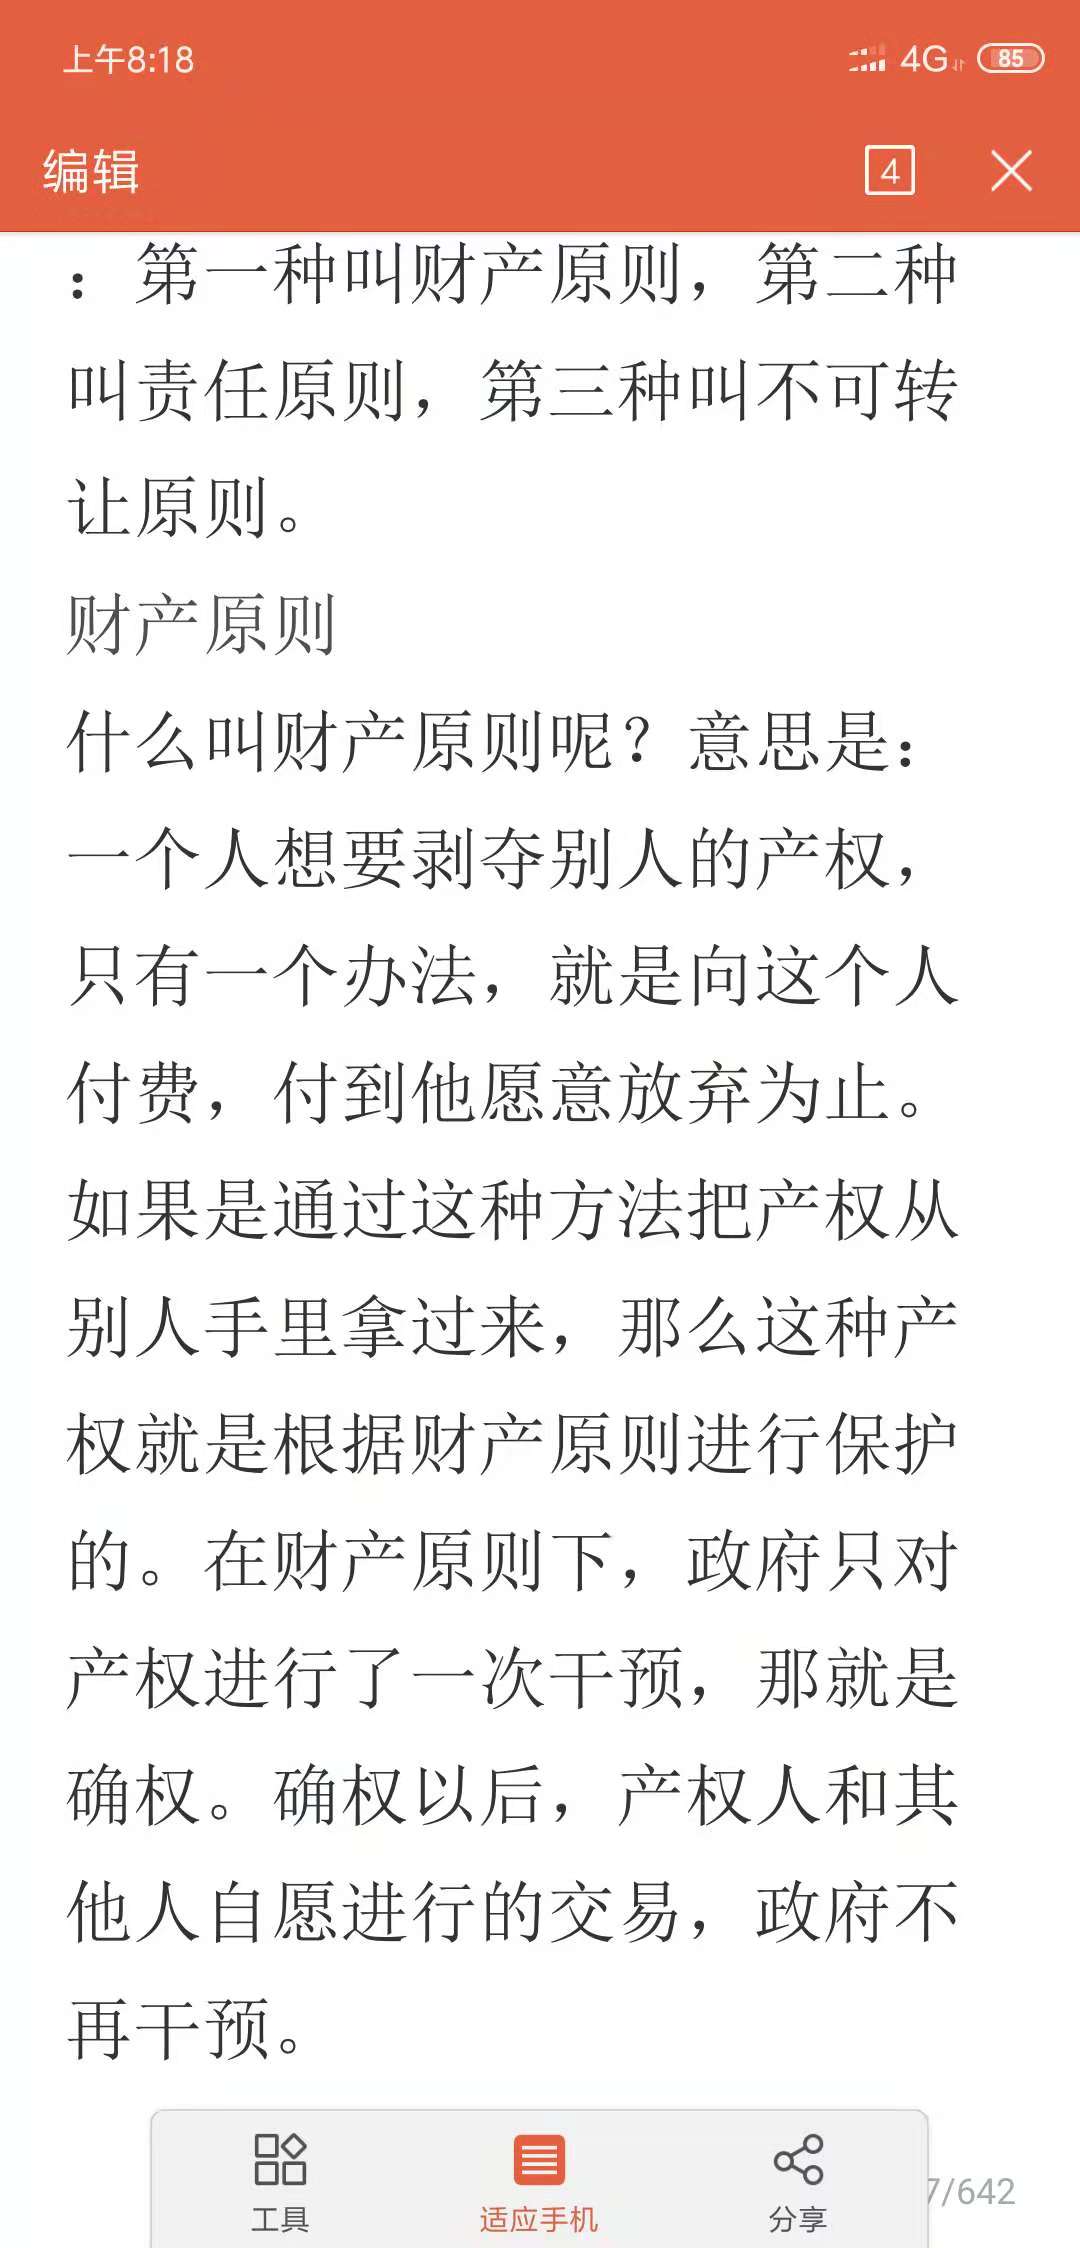 上午8:18 4G 85
编辑 4
：第一种叫财产原则，第二种
叫责任原则，第三种叫不可转
让原则。
财产原则
什么叫财产原则呢？意思是：
一个人想要剥夺别人的产权，
只有一个办法，就是向这个人
付费，付到他愿意放弃为止。
如果是通过这种方法把产权从
别人手里拿过来，那么这种产
权就是根据财产原则进行保护
的。在财产原则下，政府只对
产权进行了一次干预，那就是
确权。确权以后，产权人和其
他人自愿进行的交易，政府不
再干预。
7/642
工具 适应手机 分享